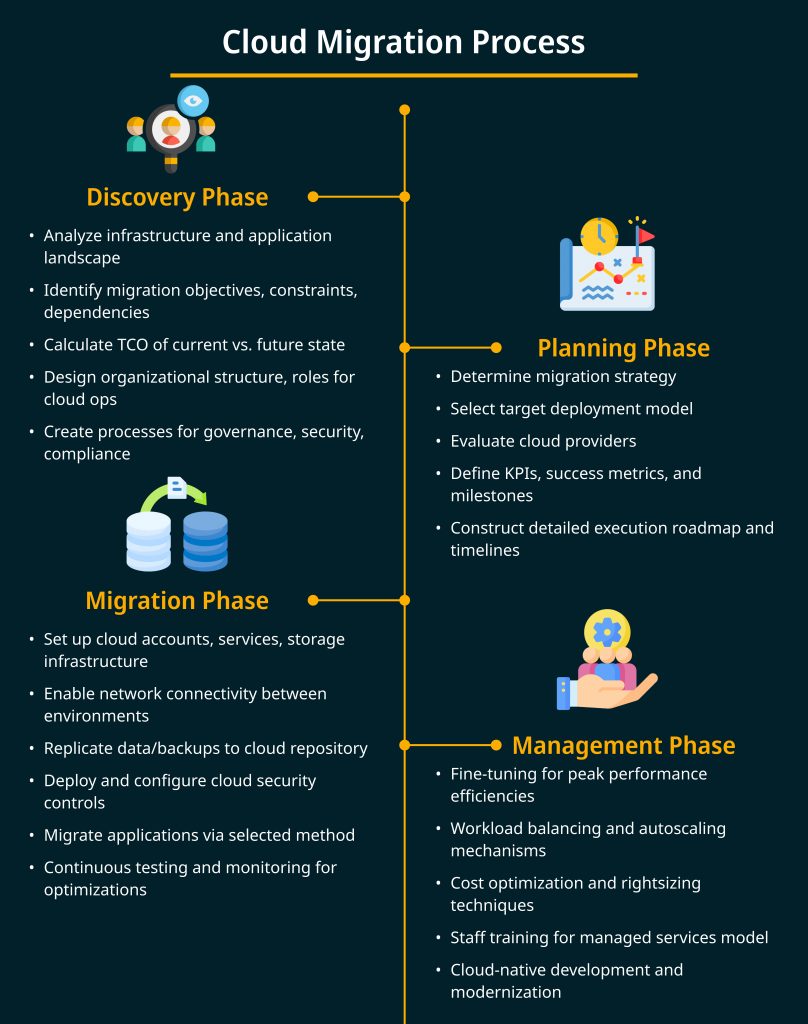 Cloud Migration Process
Discovery Phase
• Analyze infrastructure and application
landscape
• Identify migration objectives, constraints,
dependencies
• Calculate TCO of current vs. future state
• Design organizational structure, roles for
cloud ops
• Create processes for governance, security,
compliance
Planning Phase
• Determine migration strategy
• Select target deployment model
• Evaluate cloud providers
• Define KPIs, success metrics, and
milestones
• Construct detailed execution roadmap and
timelines
Migration Phase
• Set up cloud accounts, services, storage
infrastructure
• Enable network connectivity between
environments
• Replicate data/backups to cloud repository
• Deploy and configure cloud security
controls
• Migrate applications via selected method
• Continuous testing and monitoring for
optimizations
Management Phase
• Fine-tuning for peak performance
efficiencies
• Workload balancing and autoscaling
mechanisms
• Cost optimization and rightsizing
techniques
• Staff training for managed services model
• Cloud-native development and
modernization